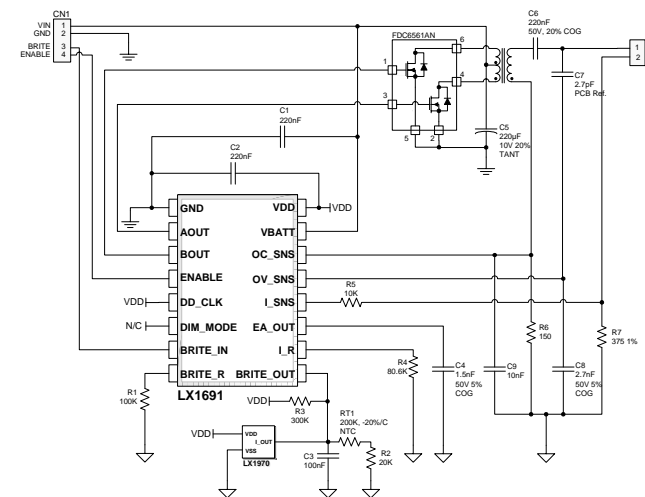 CN1
VIN 1
GND 2
BRITE 3
ENABLE 4
FDC6561AN
6
1
4
3
5
2
C6
220nF
50V, 20% COG
1
2
C7
2.7pF
PCB Ref.
C5
220µF
10V 20%
TANT
C1
220nF
C2
220nF
GND
VDD
VDD
AOUT
VBATT
BOUT
OC_SNS
ENABLE
OV_SNS
VDD
DD_CLK
I_SNS
R5
10K
N/C
DIM_MODE
EA_OUT
BRITE_IN
I_R
BRITE_R
BRITE_OUT
LX1691
R1
100K
R6
150
R7
375 1%
R4
80.6K
C4
1.5nF
50V 5%
COG
C9
10nF
C8
2.7nF
50V 5%
COG
VDD
R3
300K
RT1
200K, -20%/C
NTC
VDD
VDD
I_OUT
VSS
LX1970
C3
100nF
R2
20K